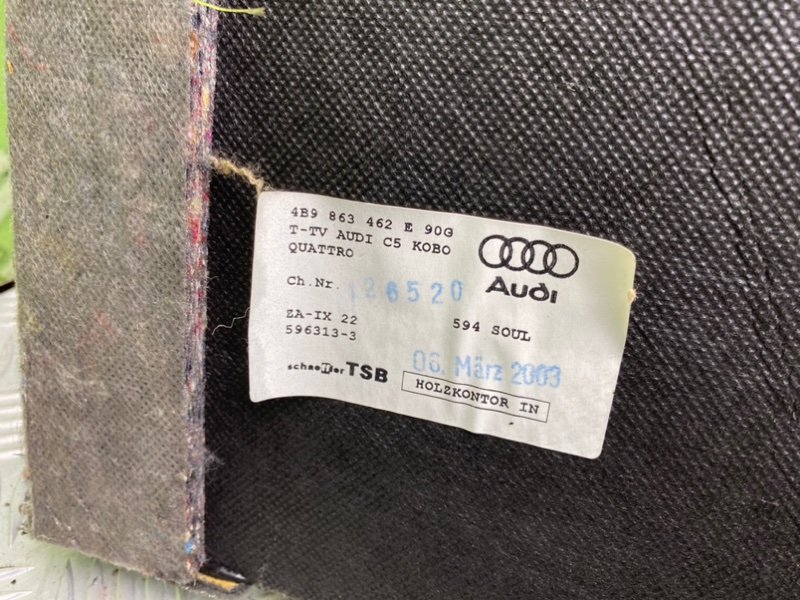 4B9 863 462 E 90G
T-TV AUDI C5 KOBO
QUATTRO
Audi
Ch.Nr. 126520
ZA-IX 22
596313-3
594 SOUL
06. März 2003
TSB
HOLZKONTOR IN